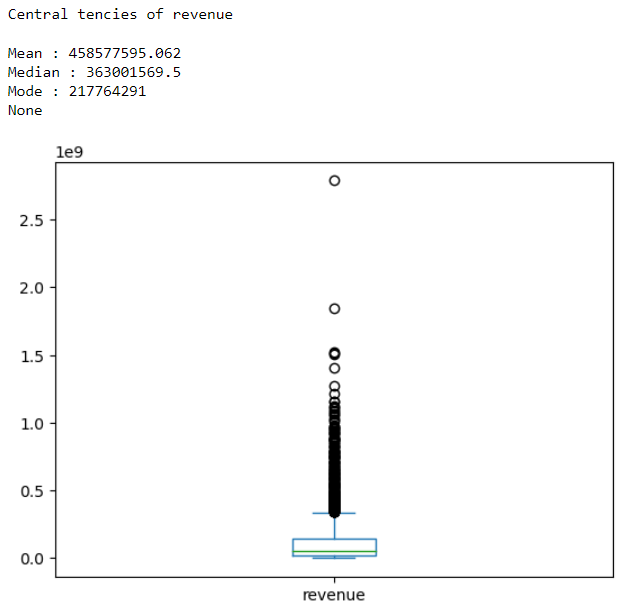 Central tencies of revenue
Mean : 458577595.062
Median : 363001569.5
Mode : 217764291
None
1e9
2.5
2.0
1.5
1.0
0.5
0.0
revenue